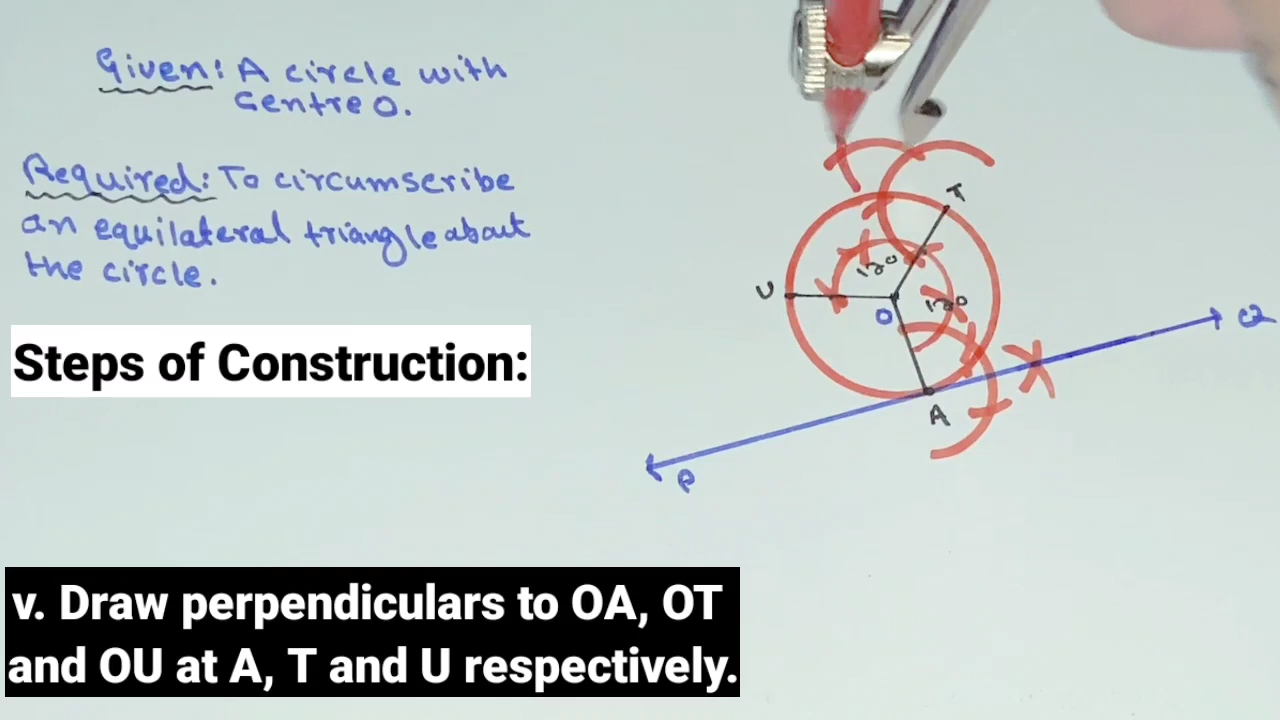 Given: A circle with
Centre O.
Required: To circumscribe
an equilateral triangle about
the circle.
Steps of Construction:
T
120
U
120
O
Q
A
P
v. Draw perpendiculars to OA, OT
and OU at A, T and U respectively.